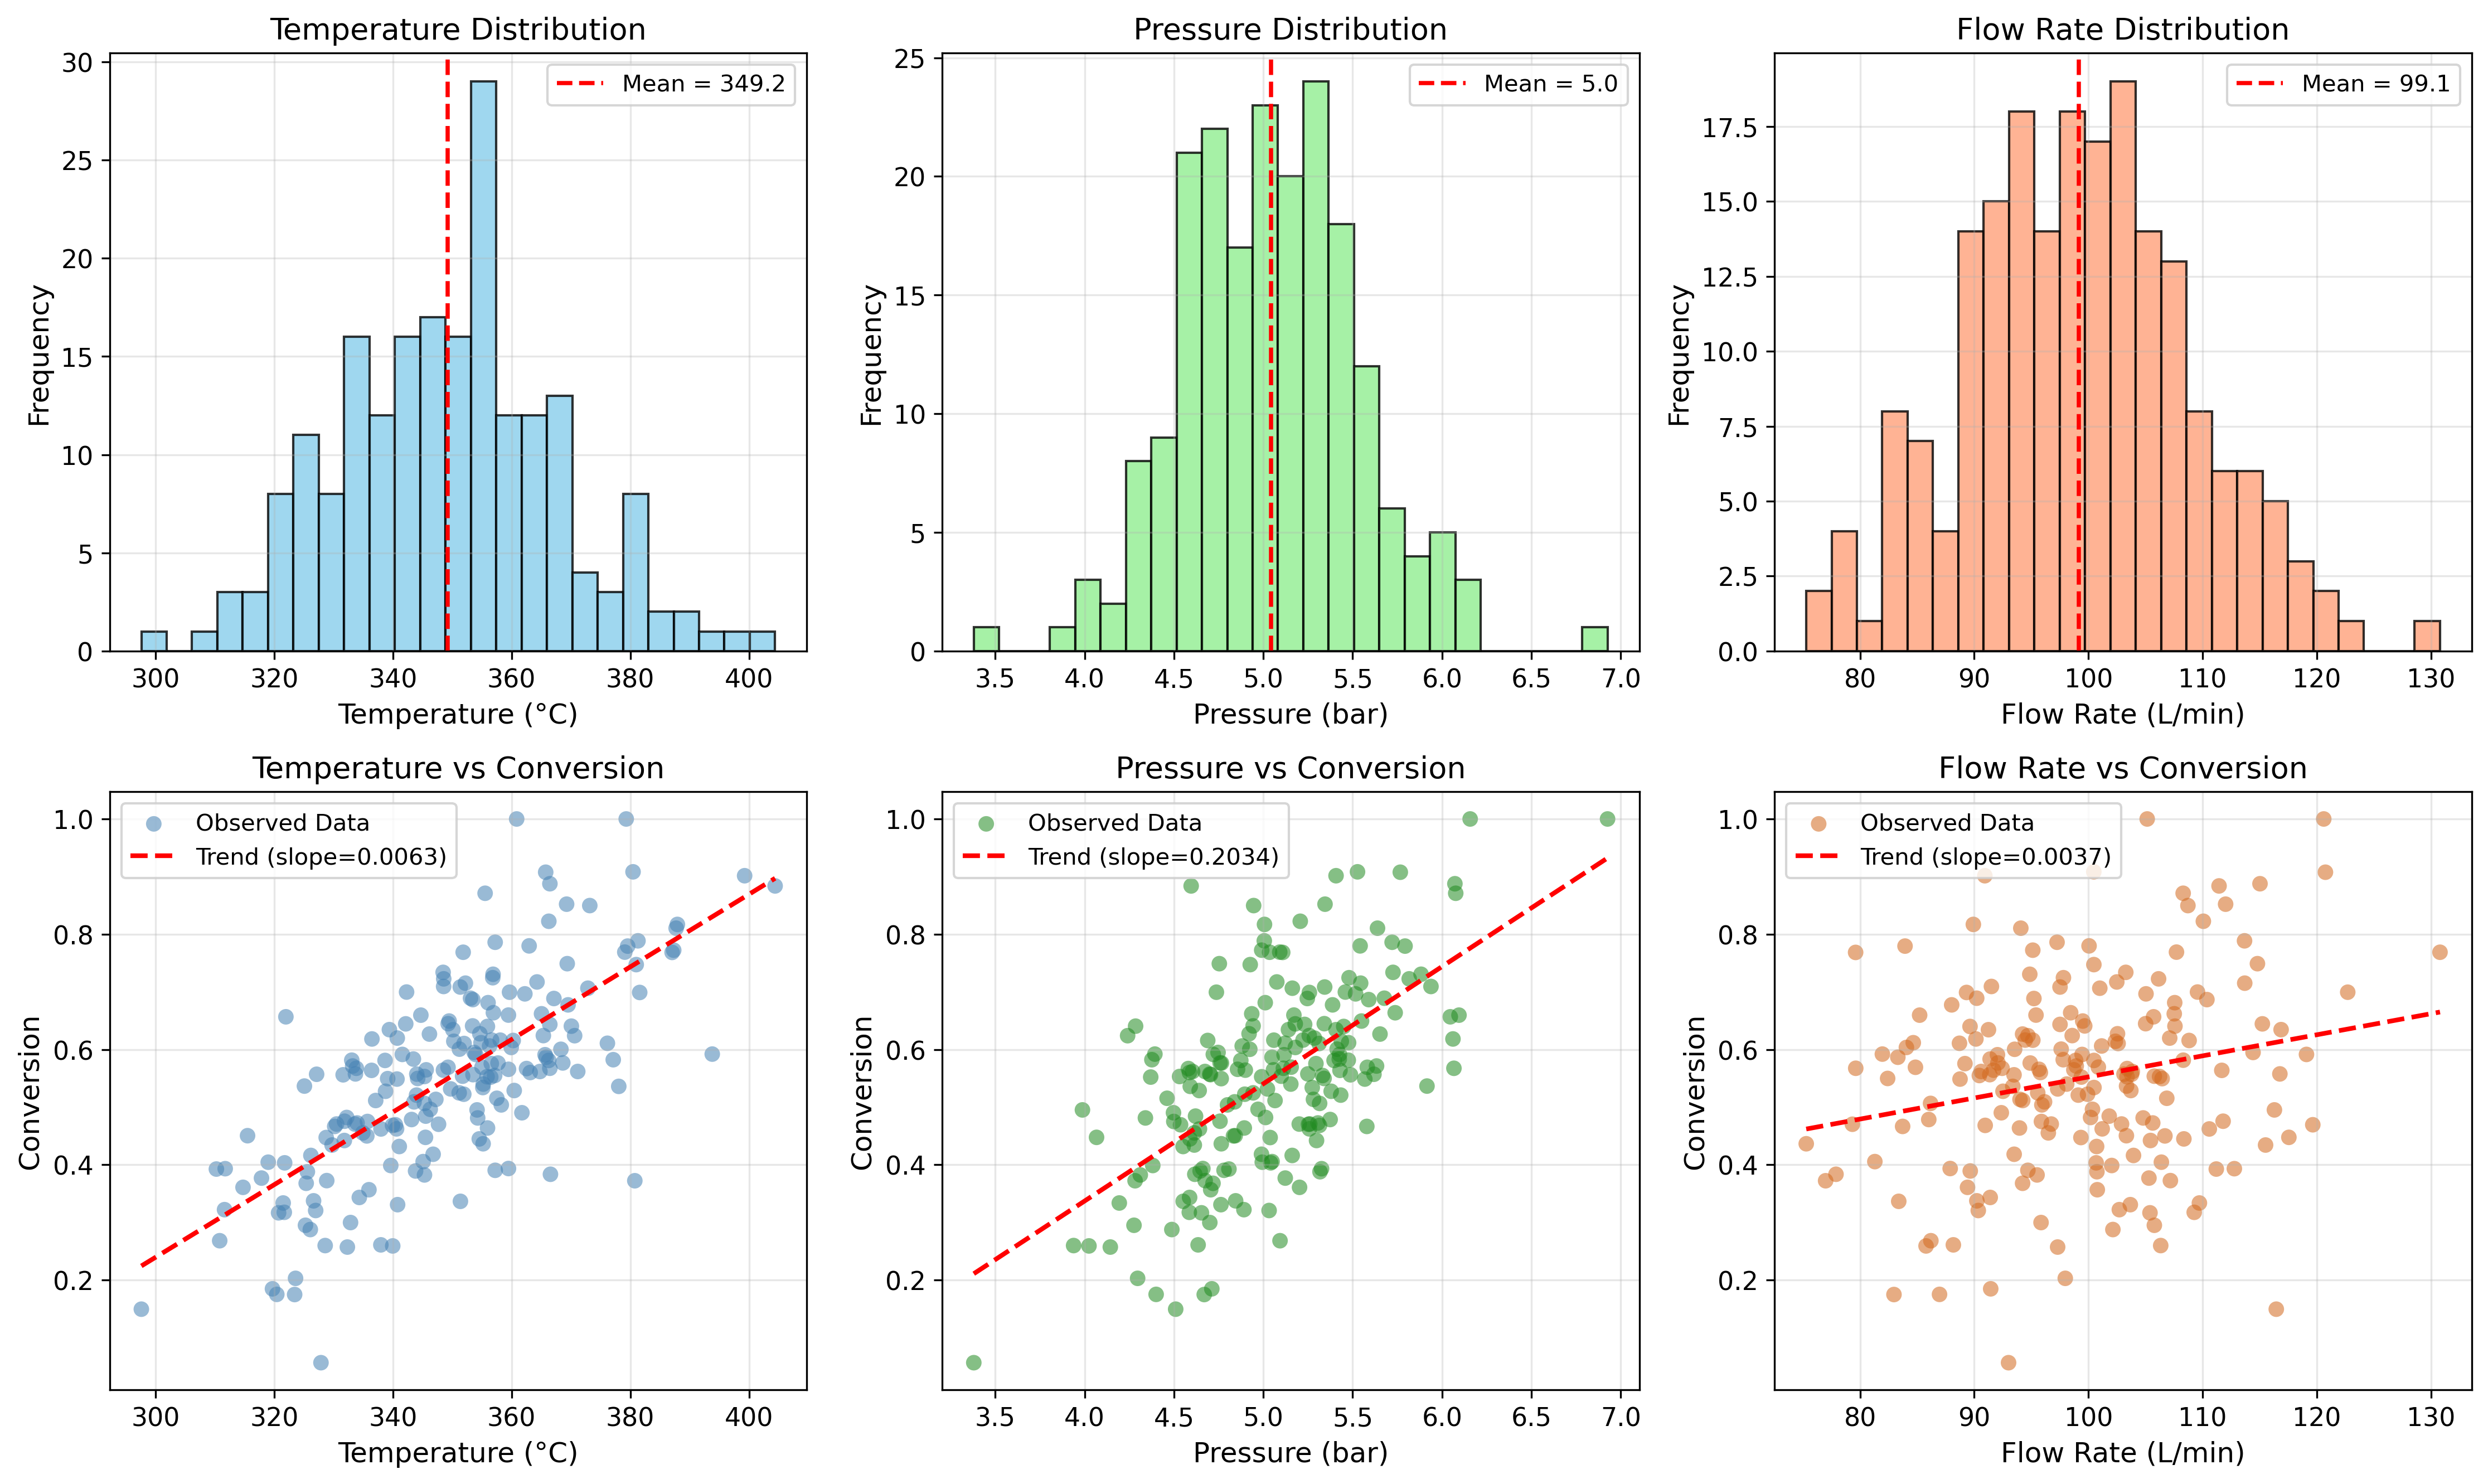 Temperature Distribution
Mean = 349.2
Frequency
30
25
20
15
10
5
0
300 320 340 360 380 400
Temperature (°C)
Pressure Distribution
Mean = 5.0
Frequency
25
20
15
10
5
0
3.5 4.0 4.5 5.0 5.5 6.0 6.5 7.0
Pressure (bar)
Flow Rate Distribution
Mean = 99.1
Frequency
17.5
15.0
12.5
10.0
7.5
5.0
2.5
0.0
80 90 100 110 120 130
Flow Rate (L/min)
Temperature vs Conversion
Observed Data
Trend (slope=0.0063)
Conversion
1.0
0.8
0.6
0.4
0.2
300 320 340 360 380 400
Temperature (°C)
Pressure vs Conversion
Observed Data
Trend (slope=0.2034)
Conversion
1.0
0.8
0.6
0.4
0.2
3.5 4.0 4.5 5.0 5.5 6.0 6.5 7.0
Pressure (bar)
Flow Rate vs Conversion
Observed Data
Trend (slope=0.0037)
Conversion
1.0
0.8
0.6
0.4
0.2
80 90 100 110 120 130
Flow Rate (L/min)